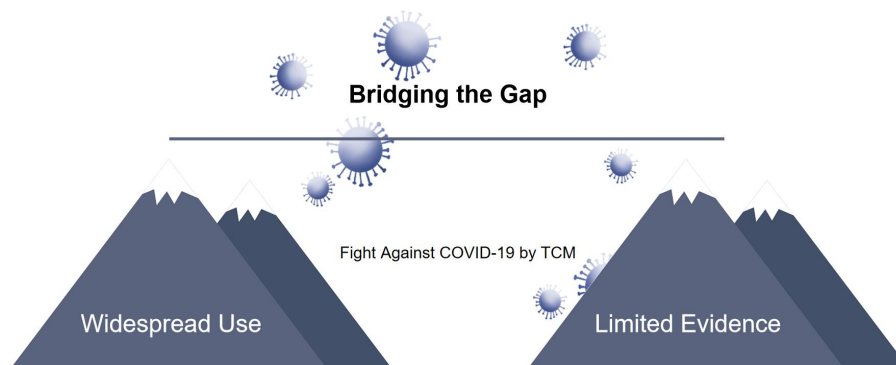 Bridging the Gap
Fight Against COVID-19 by TCM
Widespread Use
Limited Evidence